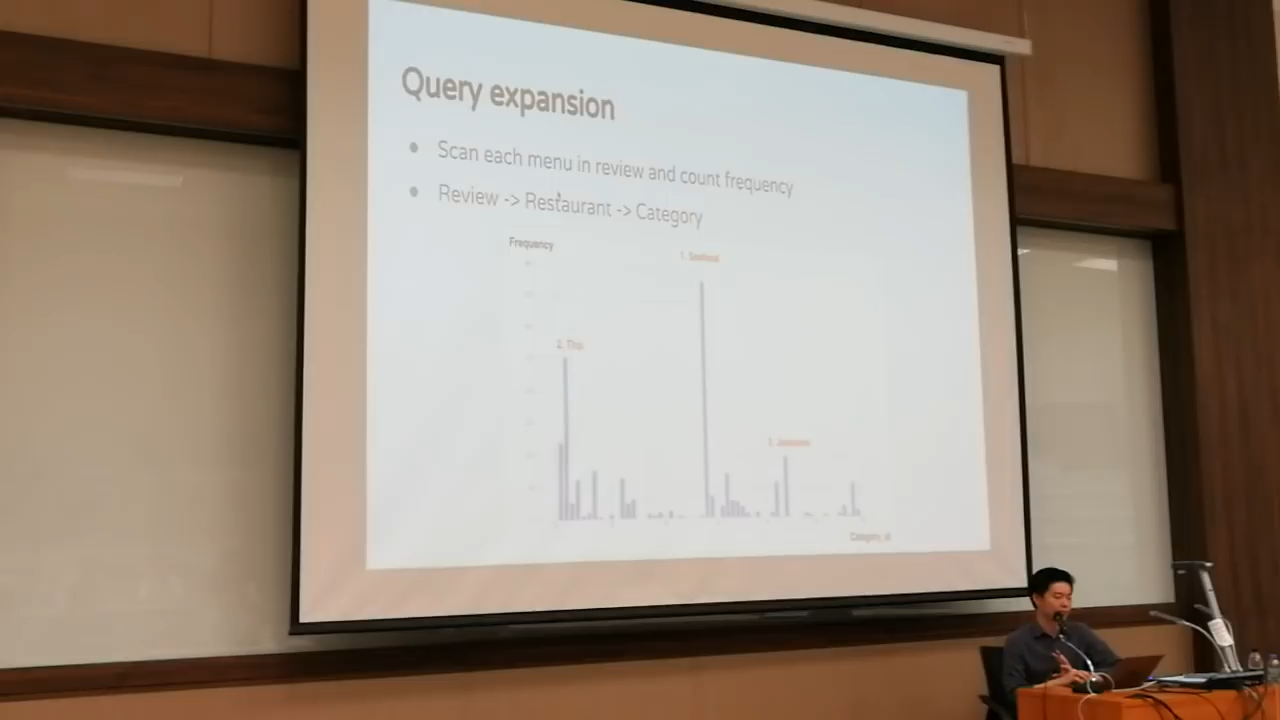 Query expansion
• Scan each menu in review and count frequency
• Review -> Restaurant -> Category
Frequency
1. Seafood
2. Thai
3. Japanese
Category_id